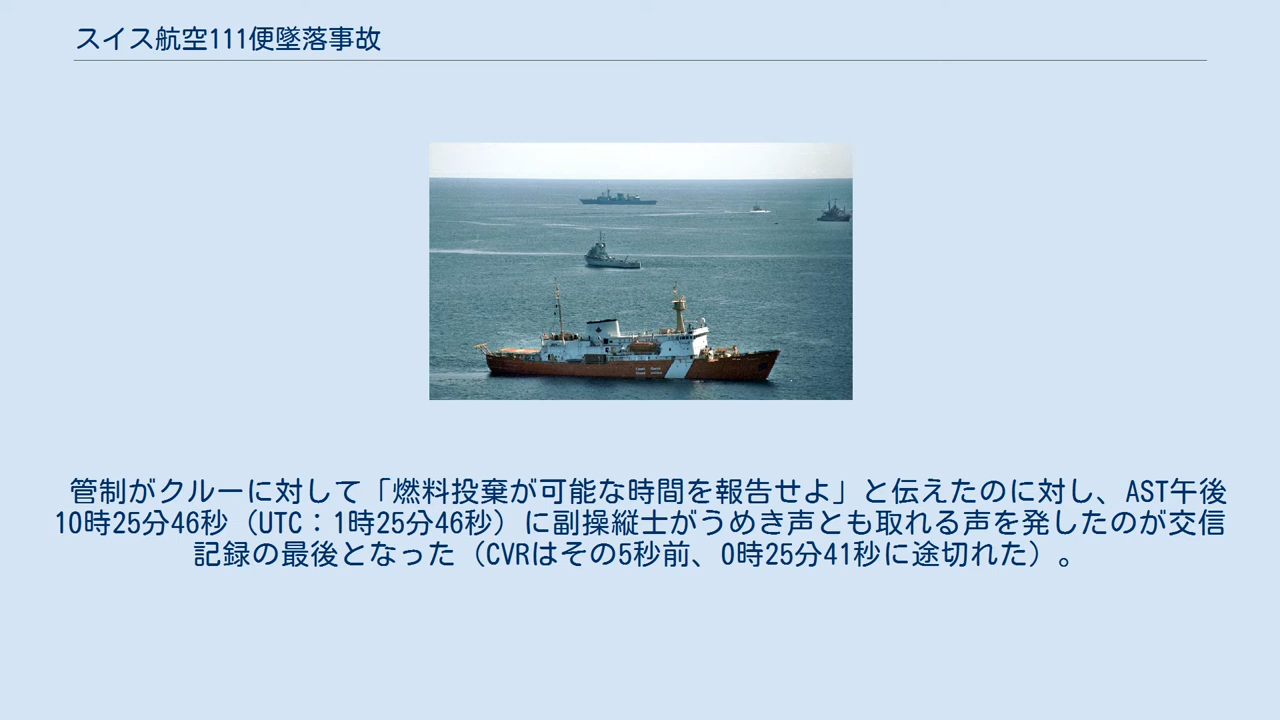 スイス航空111便墜落事故
管制がクルーに対して「燃料投棄が可能な時間を報告せよ」と伝えたのに対し、AST午後
10時25分46秒（UTC：1時25分46秒）に副操縦士がうめき声とも取れる声を発したのが交信
記録の最後となった（CVRはその5秒前、0時25分41秒に途切れた）。